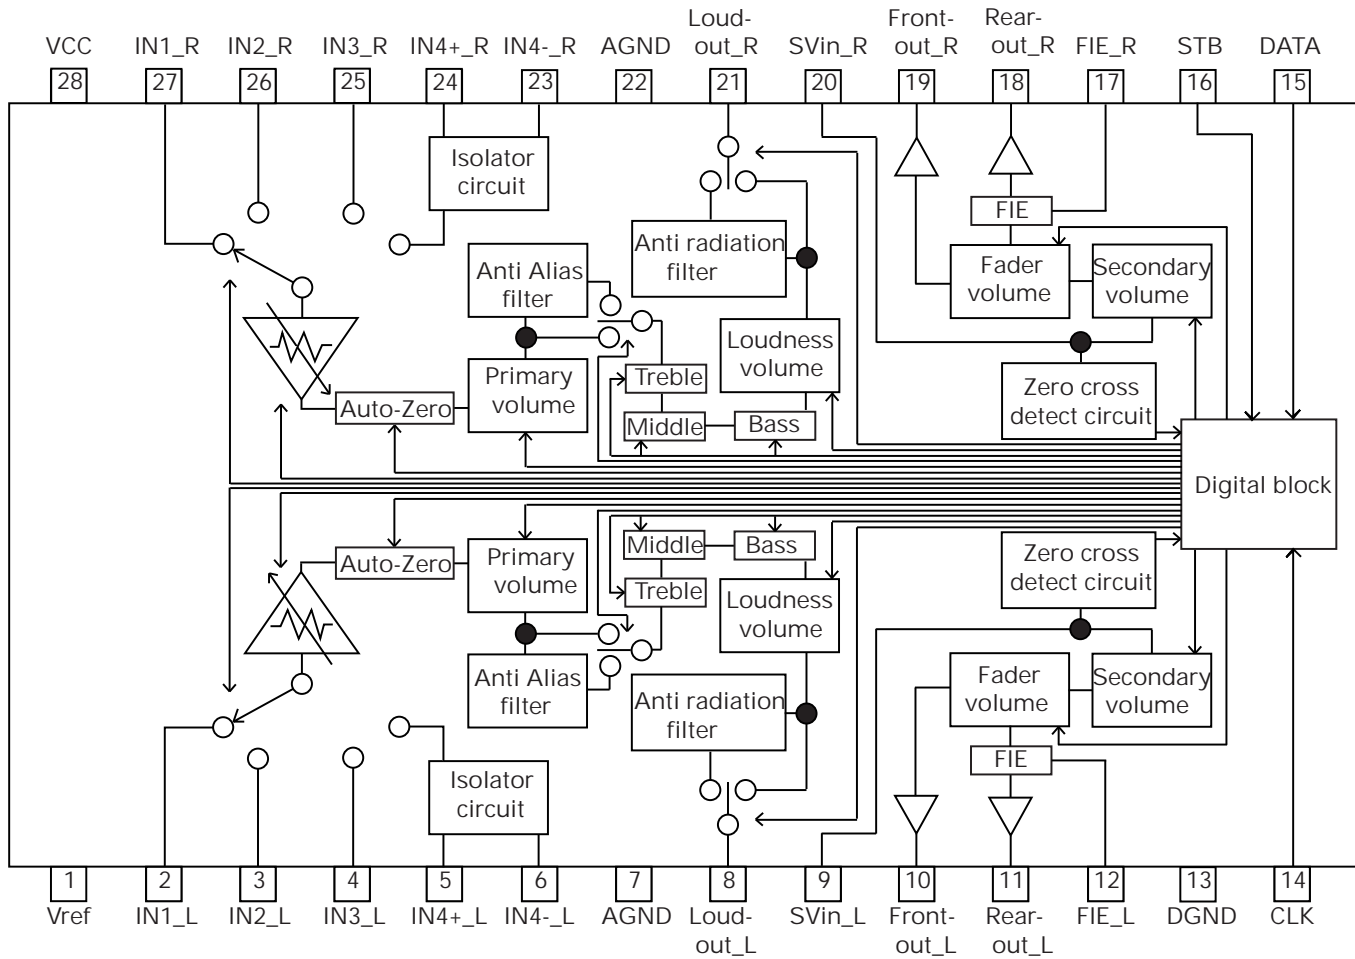 Loud-
Front-
Rear-
VCC IN1_R IN2_R IN3_R IN4+_R IN4-_R AGND out_R SVin_R out_R out_R FIE_R STB DATA
28 27 26 25 24 23 22 21 20 19 18 17 16 15
Isolator
circuit
FIE
Anti radiation
filter
Anti Alias
filter
Fader
volume
Secondary
volume
Loudness
volume
Primary
volume
Treble
Zero cross
detect circuit
Auto-Zero
Middle
Bass
Digital block
Middle
Bass
Zero cross
detect circuit
Auto-Zero
Primary
volume
Treble
Loudness
volume
Anti Alias
filter
Anti radiation
filter
Fader
volume
Secondary
volume
FIE
Isolator
circuit
1 2 3 4 5 6 7 8 9 10 11 12 13 14
Vref IN1_L IN2_L IN3_L IN4+_L IN4-_L AGND Loud- SVin_L Front- Rear- FIE_L DGND CLK
out_L out_L out_L